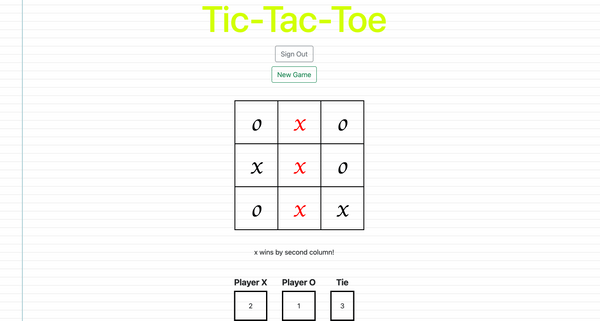 Tic-Tac-Toe
Sign Out
New Game
o x o
x x o
o x x
x wins by second column!
Player X Player O Tie
2 1 3